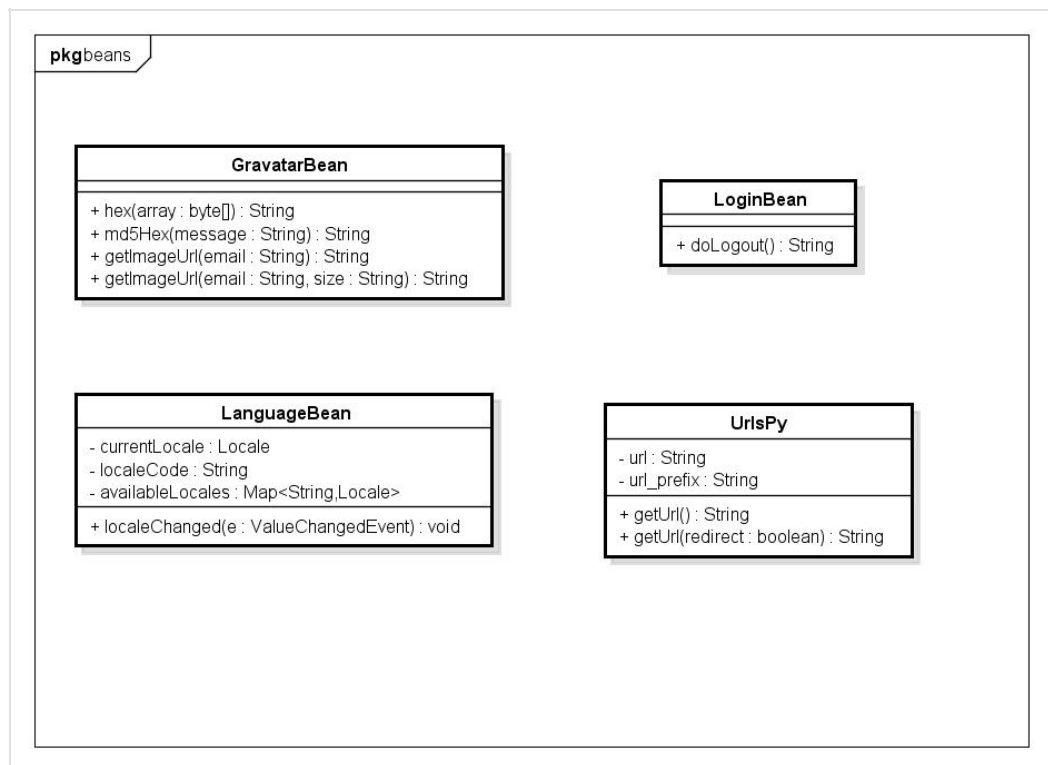 pkg beans
GravatarBean
+ hex(array : byte[]) : String
+ md5Hex(message : String) : String
+ getImageUrl(email : String) : String
+ getImageUrl(email : String, size : String) : String
LoginBean
+ doLogout() : String
LanguageBean
- currentLocale : Locale
- localeCode : String
- availableLocales : Map<String,Locale>
+ localeChanged(e : ValueChangedEvent) : void
UrlsPy
- url : String
- url_prefix : String
+ getUrl() : String
+ getUrl(redirect : boolean) : String